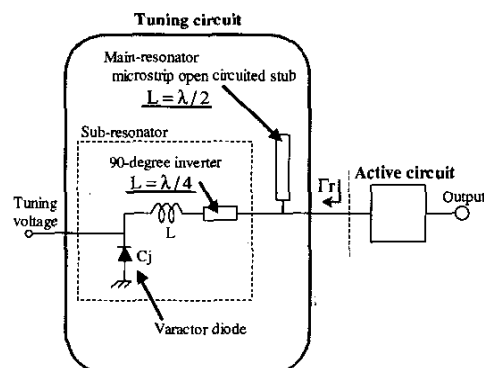 Tuning circuit
Main-resonator
microstrip open circuited stub
L = λ/2
Sub-resonator
90-degree inverter
L = λ/4
Γr
Active circuit
Tuning
voltage
Output
L
Cj
Varactor diode